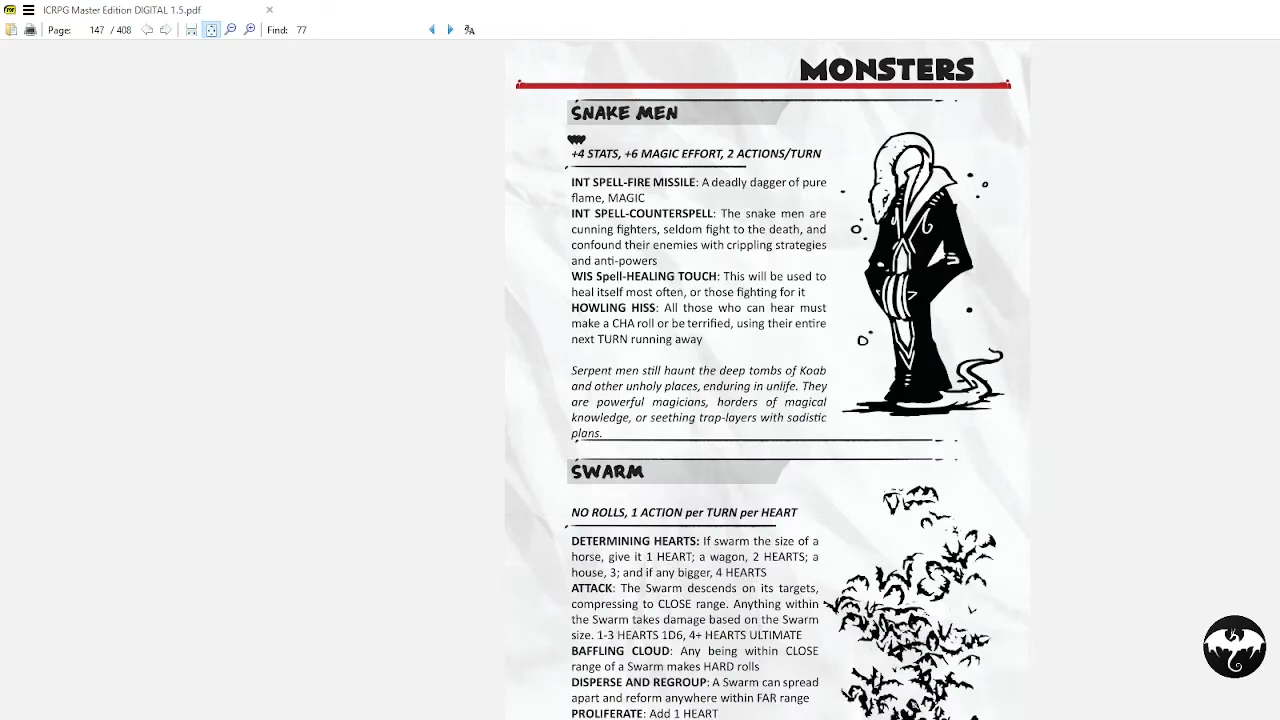 ICRPG Master Edition DIGITAL 1.5.pdf
Page: 147 / 408 Find: 77
MONSTERS
SNAKE MEN
+4 STATS, +6 MAGIC EFFORT, 2 ACTIONS/TURN
INT SPELL-FIRE MISSILE: A deadly dagger of pure
flame, MAGIC
INT SPELL-COUNTERSPELL: The snake men are
cunning fighters, seldom fight to the death, and
confound their enemies with crippling strategies
and anti-powers
WIS Spell-HEALING TOUCH: This will be used to
heal itself most often, or those fighting for it
HOWLING HISS: All those who can hear must
make a CHA roll or be terrified, using their entire
next TURN running away
Serpent men still haunt the deep tombs of Koab
and other unholy places, enduring in unlife. They
are powerful magicians, horders of magical
knowledge, or seething trap-layers with sadistic
plans.
SWARM
NO ROLLS, 1 ACTION per TURN per HEART
DETERMINING HEARTS: If swarm the size of a
horse, give it 1 HEART; a wagon, 2 HEARTS; a
house, 3; and if any bigger, 4 HEARTS
ATTACK: The Swarm descends on its targets,
compressing to CLOSE range. Anything within
the Swarm takes damage based on the Swarm
size. 1-3 HEARTS 1D6, 4+ HEARTS ULTIMATE
BAFFLING CLOUD: Any being within CLOSE
range of a Swarm makes HARD rolls
DISPERSE AND REGROUP: A Swarm can spread
apart and reform anywhere within FAR range
PROLIFERATE: Add 1 HEART